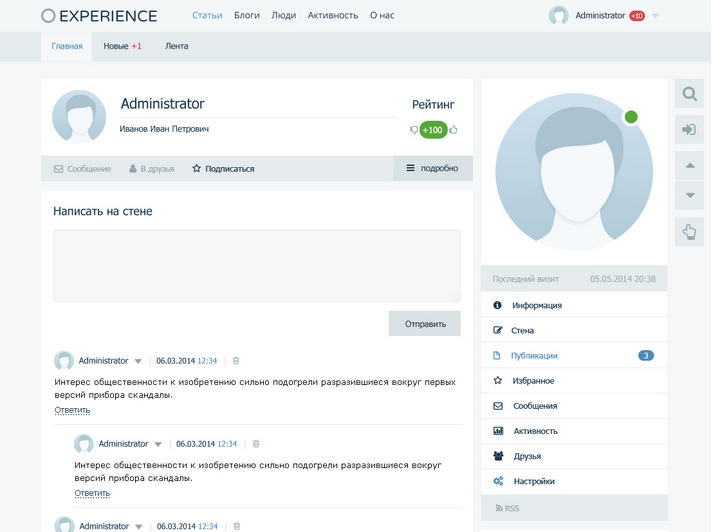 EXPERIENCE
Статьи Блоги Люди Активность О нас
Administrator +10
Главная Новые +1 Лента
Administrator
Рейтинг
Иванов Иван Петрович
+100
Сообщение В друзья Подписаться подробно
Написать на стене
Отправить
Administrator 06.03.2014 12:34
Интерес общественности к изобретению сильно подогрели разразившиеся вокруг первых
версий прибора скандалы.
Ответить
Administrator 06.03.2014 12:34
Интерес общественности к изобретению сильно подогрели разразившиеся вокруг
версий прибора скандалы.
Ответить
Administrator 06.03.2014 12:34
Последний визит 05.05.2014 20:38
Информация
Стена
Публикации 3
Избранное
Сообщения
Активность
Друзья
Настройки
RSS